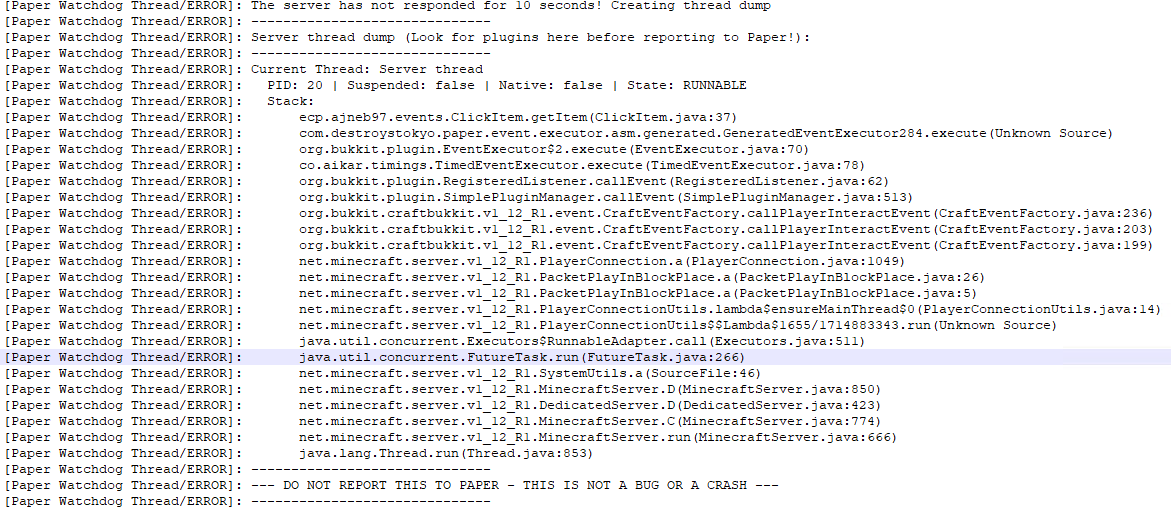 [Paper Watchdog Thread/ERROR]: The server has not responded for 10 seconds! Creating thread dump
[Paper Watchdog Thread/ERROR]: ------------------------------
[Paper Watchdog Thread/ERROR]: Server thread dump (Look for plugins here before reporting to Paper!):
[Paper Watchdog Thread/ERROR]: ------------------------------
[Paper Watchdog Thread/ERROR]: Current Thread: Server thread
[Paper Watchdog Thread/ERROR]:   PID: 20 | Suspended: false | Native: false | State: RUNNABLE
[Paper Watchdog Thread/ERROR]:   Stack:
[Paper Watchdog Thread/ERROR]:       ecp.ajneb97.events.ClickItem.getItem(ClickItem.java:37)
[Paper Watchdog Thread/ERROR]:       com.destroystokyo.paper.event.executor.asm.generated.GeneratedEventExecutor284.execute(Unknown Source)
[Paper Watchdog Thread/ERROR]:       org.bukkit.plugin.EventExecutor$2.execute(EventExecutor.java:70)
[Paper Watchdog Thread/ERROR]:       co.aikar.timings.TimedEventExecutor.execute(TimedEventExecutor.java:78)
[Paper Watchdog Thread/ERROR]:       org.bukkit.plugin.RegisteredListener.callEvent(RegisteredListener.java:62)
[Paper Watchdog Thread/ERROR]:       org.bukkit.plugin.SimplePluginManager.callEvent(SimplePluginManager.java:513)
[Paper Watchdog Thread/ERROR]:       org.bukkit.craftbukkit.v1_12_R1.event.CraftEventFactory.callPlayerInteractEvent(CraftEventFactory.java:236)
[Paper Watchdog Thread/ERROR]:       org.bukkit.craftbukkit.v1_12_R1.event.CraftEventFactory.callPlayerInteractEvent(CraftEventFactory.java:203)
[Paper Watchdog Thread/ERROR]:       org.bukkit.craftbukkit.v1_12_R1.event.CraftEventFactory.callPlayerInteractEvent(CraftEventFactory.java:199)
[Paper Watchdog Thread/ERROR]:       net.minecraft.server.v1_12_R1.PlayerConnection.a(PlayerConnection.java:1049)
[Paper Watchdog Thread/ERROR]:       net.minecraft.server.v1_12_R1.PacketPlayInBlockPlace.a(PacketPlayInBlockPlace.java:26)
[Paper Watchdog Thread/ERROR]:       net.minecraft.server.v1_12_R1.PacketPlayInBlockPlace.a(PacketPlayInBlockPlace.java:5)
[Paper Watchdog Thread/ERROR]:       net.minecraft.server.v1_12_R1.PlayerConnectionUtils.lambda$ensureMainThread$0(PlayerConnectionUtils.java:14)
[Paper Watchdog Thread/ERROR]:       net.minecraft.server.v1_12_R1.PlayerConnectionUtils$$Lambda$1655/1714883343.run(Unknown Source)
[Paper Watchdog Thread/ERROR]:       java.util.concurrent.Executors$RunnableAdapter.call(Executors.java:511)
[Paper Watchdog Thread/ERROR]:       java.util.concurrent.FutureTask.run(FutureTask.java:266)
[Paper Watchdog Thread/ERROR]:       net.minecraft.server.v1_12_R1.SystemUtils.a(SourceFile:46)
[Paper Watchdog Thread/ERROR]:       net.minecraft.server.v1_12_R1.MinecraftServer.D(MinecraftServer.java:850)
[Paper Watchdog Thread/ERROR]:       net.minecraft.server.v1_12_R1.DedicatedServer.D(DedicatedServer.java:423)
[Paper Watchdog Thread/ERROR]:       net.minecraft.server.v1_12_R1.MinecraftServer.C(MinecraftServer.java:774)
[Paper Watchdog Thread/ERROR]:       net.minecraft.server.v1_12_R1.MinecraftServer.run(MinecraftServer.java:666)
[Paper Watchdog Thread/ERROR]:       java.lang.Thread.run(Thread.java:853)
[Paper Watchdog Thread/ERROR]: ------------------------------
[Paper Watchdog Thread/ERROR]: --- DO NOT REPORT THIS TO PAPER - THIS IS NOT A BUG OR A CRASH ---
[Paper Watchdog Thread/ERROR]: ------------------------------